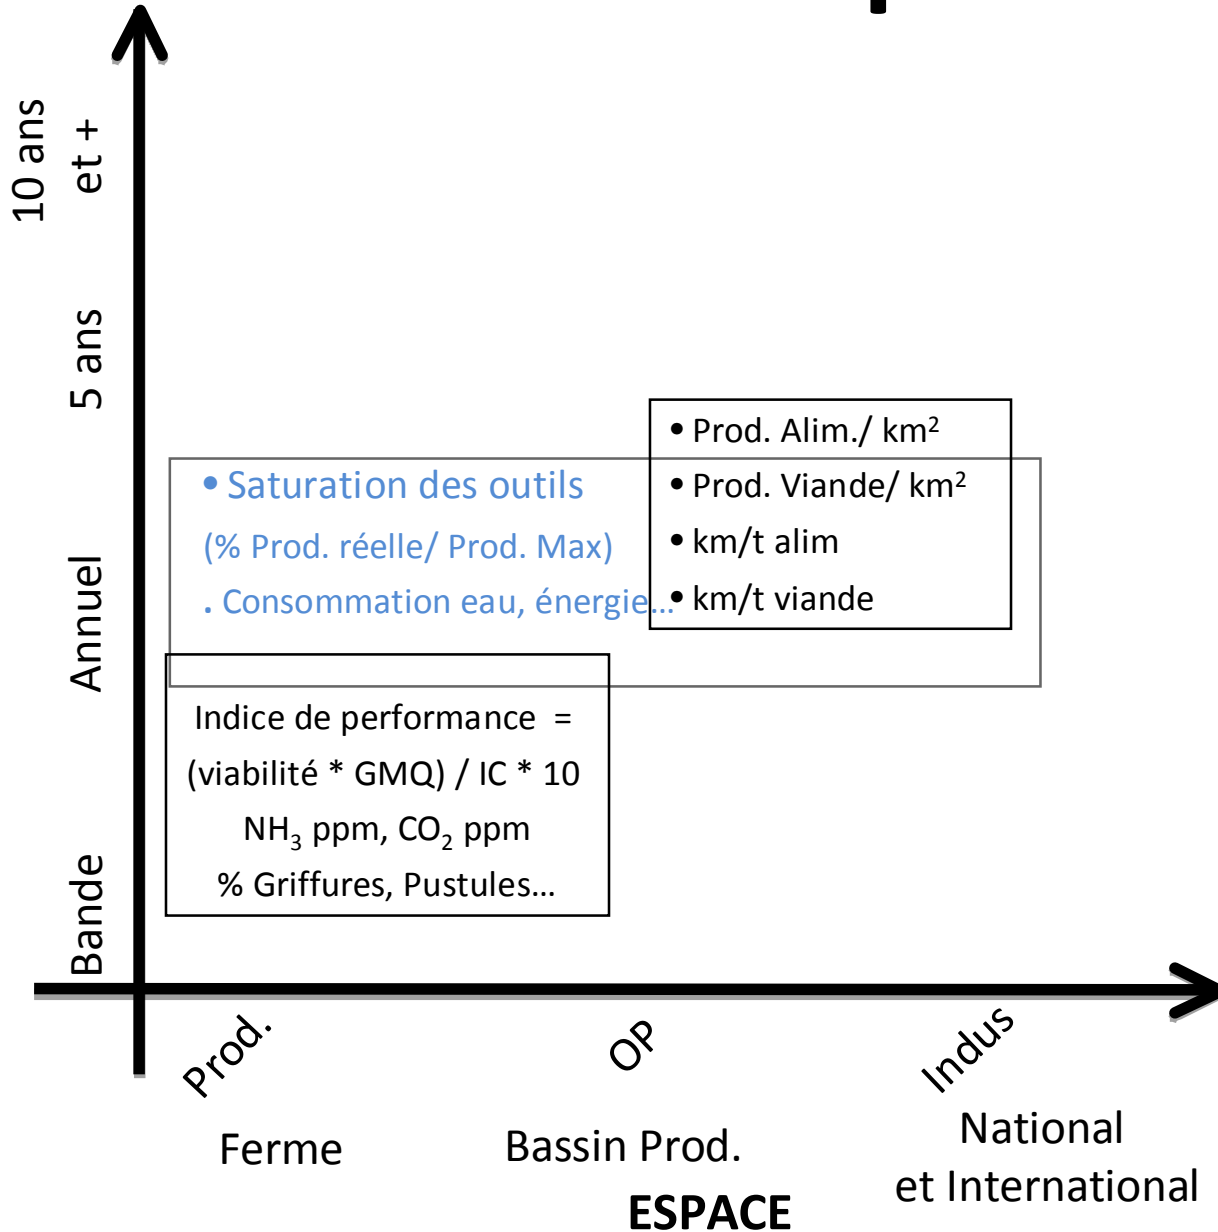 10 ans
et +
5 ans
Annuel
Bande
• Prod. Alim./ km²
• Prod. Viande/ km²
• km/t alim
• km/t viande
• Saturation des outils
(% Prod. réelle/ Prod. Max)
. Consommation eau, énergie...
Indice de performance =
(viabilité * GMQ) / IC * 10
NH₃ ppm, CO₂ ppm
% Griffures, Pustules...
Prod.
OP
Indus
Ferme
Bassin Prod.
National
et International
ESPACE